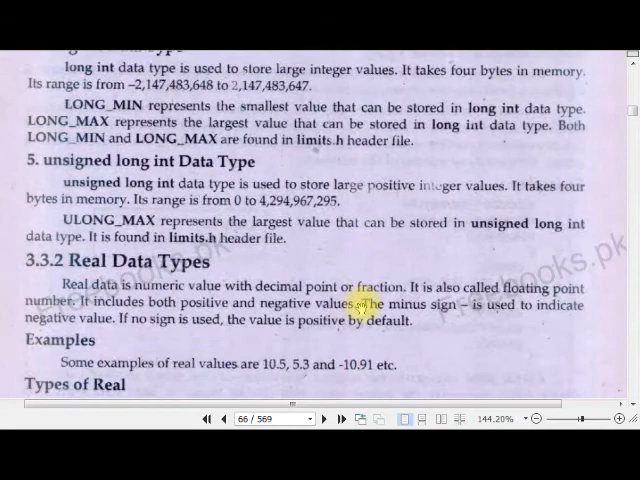 long int data type is used to store large integer values. It takes four bytes in memory.
Its range is from –2,147,483,648 to 2,147,483,647.
LONG_MIN represents the smallest value that can be stored in long int data type.
LONG_MAX represents the largest value that can be stored in long int data type. Both
LONG_MIN and LONG_MAX are found in limits.h header file.
5. unsigned long int Data Type
unsigned long int data type is used to store large positive integer values. It takes four
bytes in memory. Its range is from 0 to 4,294,967,295.
ULONG_MAX represents the largest value that can be stored in unsigned long int
data type. It is found in limits.h header file.
3.3.2 Real Data Types
Real data is numeric value with decimal point or fraction. It is also called floating point
number. It includes both positive and negative values. The minus sign – is used to indicate
negative value. If no sign is used, the value is positive by default.
Examples
Some examples of real values are 10.5, 5.3 and -10.91 etc.
Types of Real
Freebooks.pk
Freebooks.pk
66 / 569
144.20%